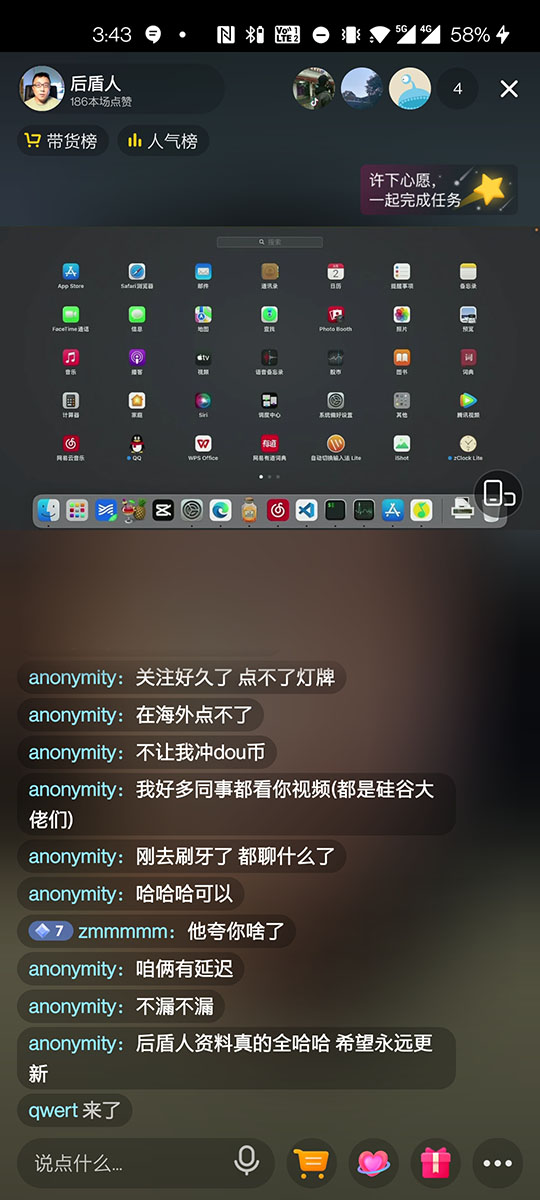 3:43
5G 4G 58%
后盾人
186本场点赞
4
带货榜
人气榜
许下心愿，
一起完成任务
搜索
App Store Safari浏览器 邮件 通讯录 日历 提醒事项 备忘录
FaceTime通话 信息 地图 查找 Photo Booth 照片 预览
音乐 播客 视频 语音备忘录 股市 图书 词典
计算器 家庭 Siri 调度中心 系统偏好设置 其他 腾讯视频
网易云音乐 QQ WPS Office 网易有道词典 自动切换输入法 Lite iShot zClock Lite
anonymity：关注好久了 点不了灯牌
anonymity：在海外点不了
anonymity：不让我冲dou币
anonymity：我好多同事都看你视频(都是硅谷大
佬们)
anonymity：刚去刷牙了 都聊什么了
anonymity：哈哈哈可以
7 zmmmmm：他夸你啥了
anonymity：咱俩有延迟
anonymity：不漏不漏
anonymity：后盾人资料真的全哈哈 希望永远更
新
qwert 来了
说点什么...